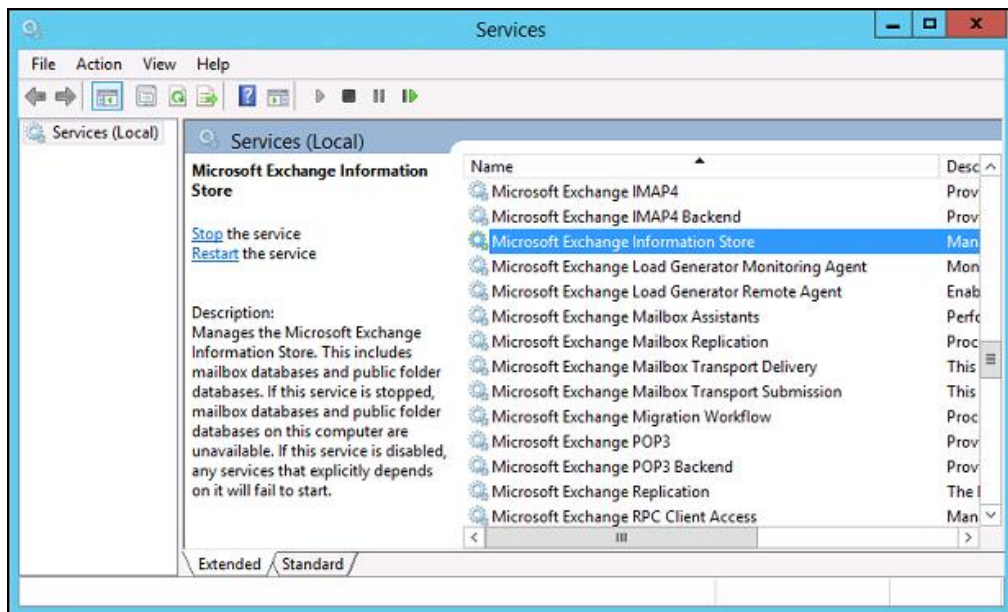 Services
File Action View Help
Services (Local)
Services (Local)
Microsoft Exchange Information
Store
Stop the service
Restart the service
Description:
Manages the Microsoft Exchange
Information Store. This includes
mailbox databases and public folder
databases. If this service is stopped,
mailbox databases and public folder
databases on this computer are
unavailable. If this service is disabled,
any services that explicitly depends
on it will fail to start.
Name Desc
Microsoft Exchange IMAP4 Prov
Microsoft Exchange IMAP4 Backend Prov
Microsoft Exchange Information Store Man
Microsoft Exchange Load Generator Monitoring Agent Mon
Microsoft Exchange Load Generator Remote Agent Enab
Microsoft Exchange Mailbox Assistants Perfo
Microsoft Exchange Mailbox Replication Proc
Microsoft Exchange Mailbox Transport Delivery This
Microsoft Exchange Mailbox Transport Submission This
Microsoft Exchange Migration Workflow Proc
Microsoft Exchange POP3 Prov
Microsoft Exchange POP3 Backend Prov
Microsoft Exchange Replication The
Microsoft Exchange RPC Client Access Man
Extended Standard